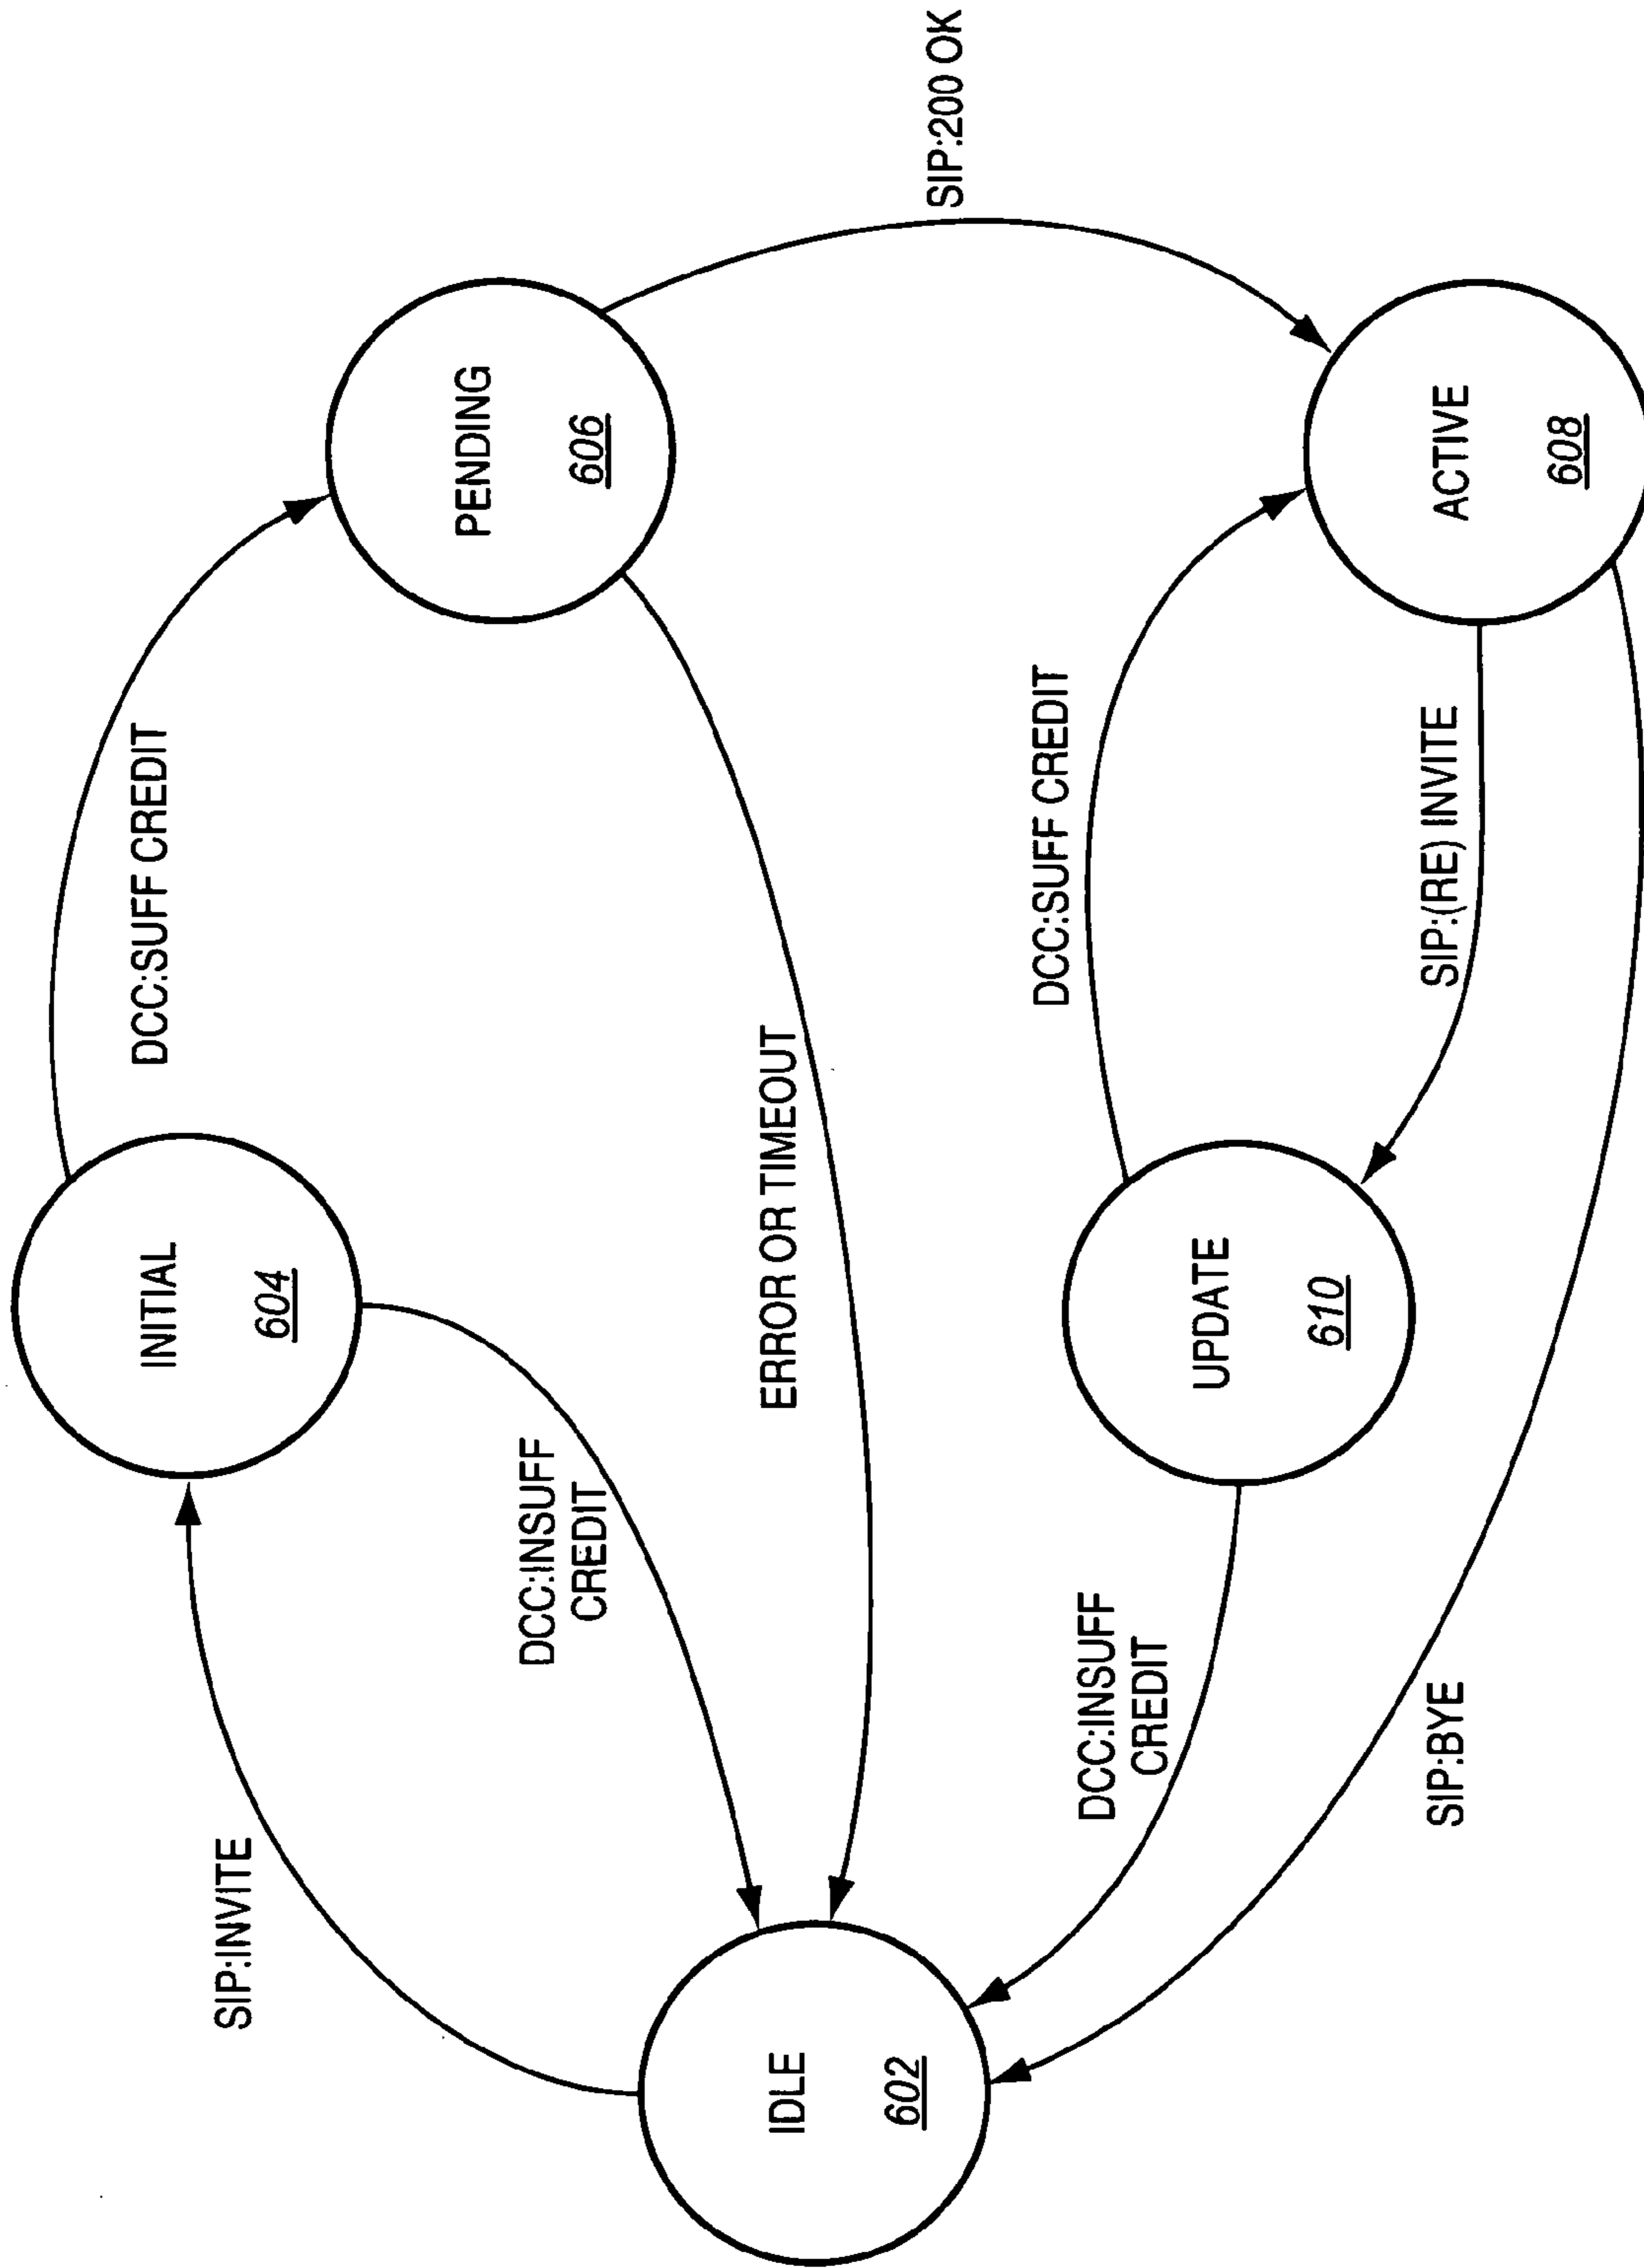 INITIAL
604
DCC:SUFF CREDIT
PENDING
606
SIP:INVITE
DCC:INSUFF
CREDIT
ERROR OR TIMEOUT
SIP:200 OK
IDLE
602
DCC:INSUFF
CREDIT
UPDATE
610
DCC:SUFF CREDIT
SIP:(RE) INVITE
ACTIVE
608
SIP:BYE